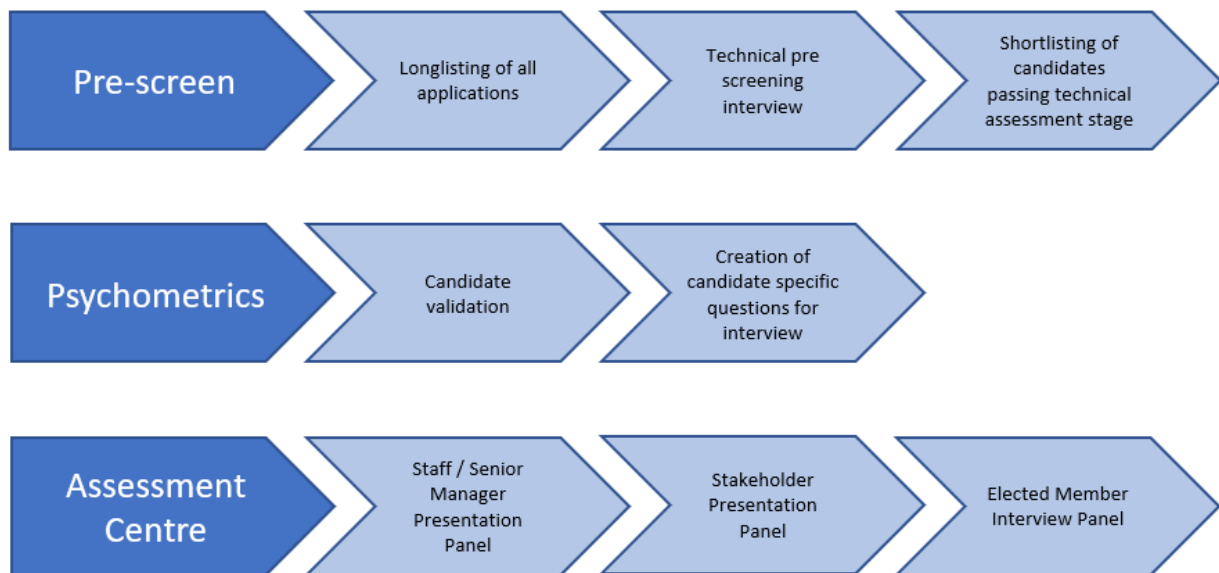 Pre-screen
Longlisting of all
applications
Technical pre
screening
interview
Shortlisting of
candidates
passing technical
assessment stage
Psychometrics
Candidate
validation
Creation of
candidate specific
questions for
interview
Assessment
Centre
Staff / Senior
Manager
Presentation
Panel
Stakeholder
Presentation
Panel
Elected Member
Interview Panel